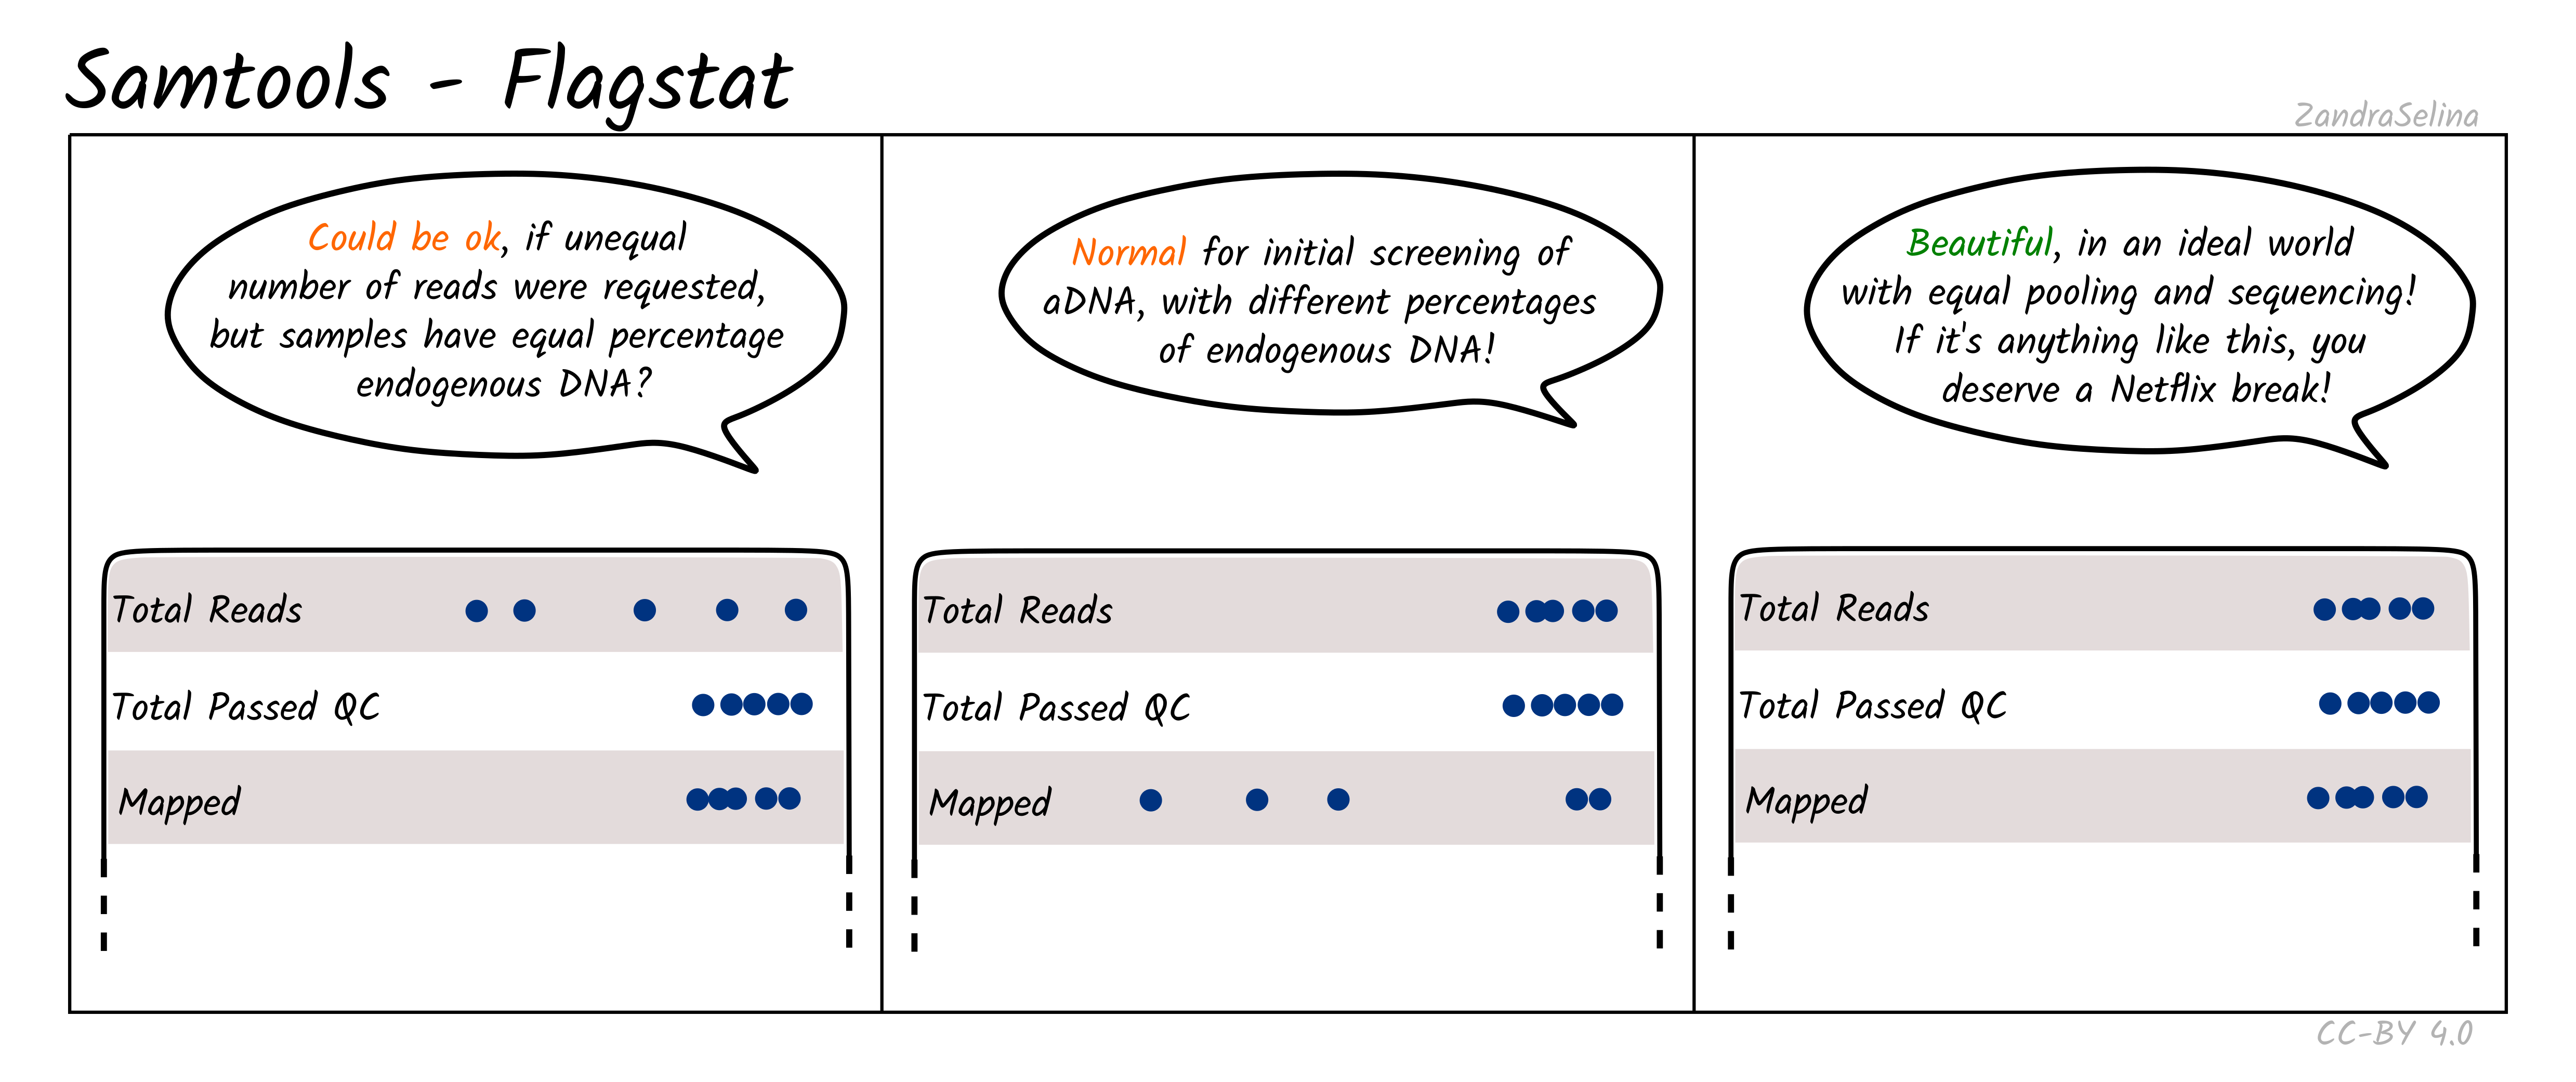 Samtools - Flagstat
ZandraSelina
Could be ok, if unequal
number of reads were requested,
but samples have equal percentage
endogenous DNA?
Total Reads
Total Passed QC
Mapped
Normal for initial screening of
aDNA, with different percentages
of endogenous DNA!
Total Reads
Total Passed QC
Mapped
Beautiful, in an ideal world
with equal pooling and sequencing!
If it's anything like this, you
deserve a Netflix break!
Total Reads
Total Passed QC
Mapped
CC-BY 4.0